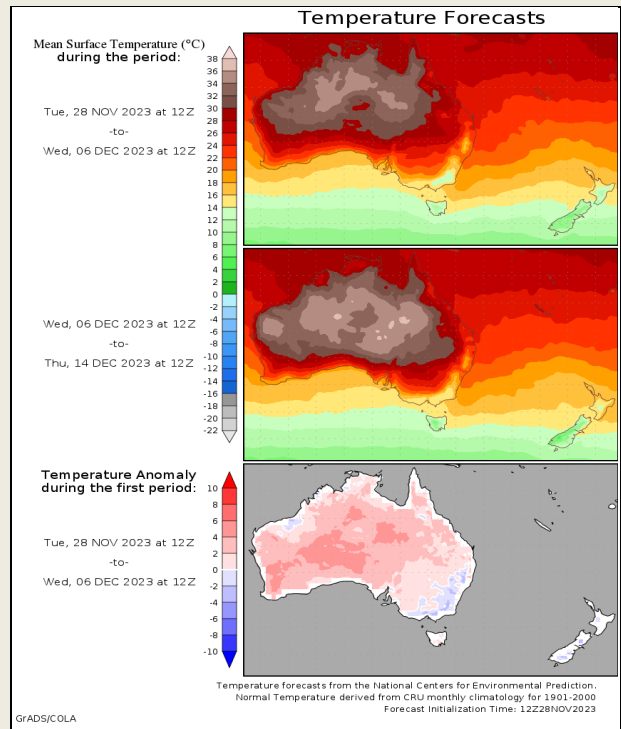 Temperature Forecasts
Mean Surface Temperature (°C)
during the period:
Tue, 28 NOV 2023 at 12Z
-to-
Wed, 06 DEC 2023 at 12Z
38
36
34
32
30
28
26
24
22
20
18
16
14
12
10
8
6
4
2
0
-2
-4
-6
-8
-10
-12
-14
-16
-18
-20
-22
Wed, 06 DEC 2023 at 12Z
-to-
Thu, 14 DEC 2023 at 12Z
Temperature Anomaly
during the first period:
Tue, 28 NOV 2023 at 12Z
-to-
Wed, 06 DEC 2023 at 12Z
10
8
6
4
2
0
-2
-4
-6
-8
-10
Temperature forecasts from the National Centers for Environmental Prediction.
Normal Temperature derived from CRU monthly climatology for 1901-2000
Forecast Initialization Time: 12Z28NOV2023
GrADS/COLA